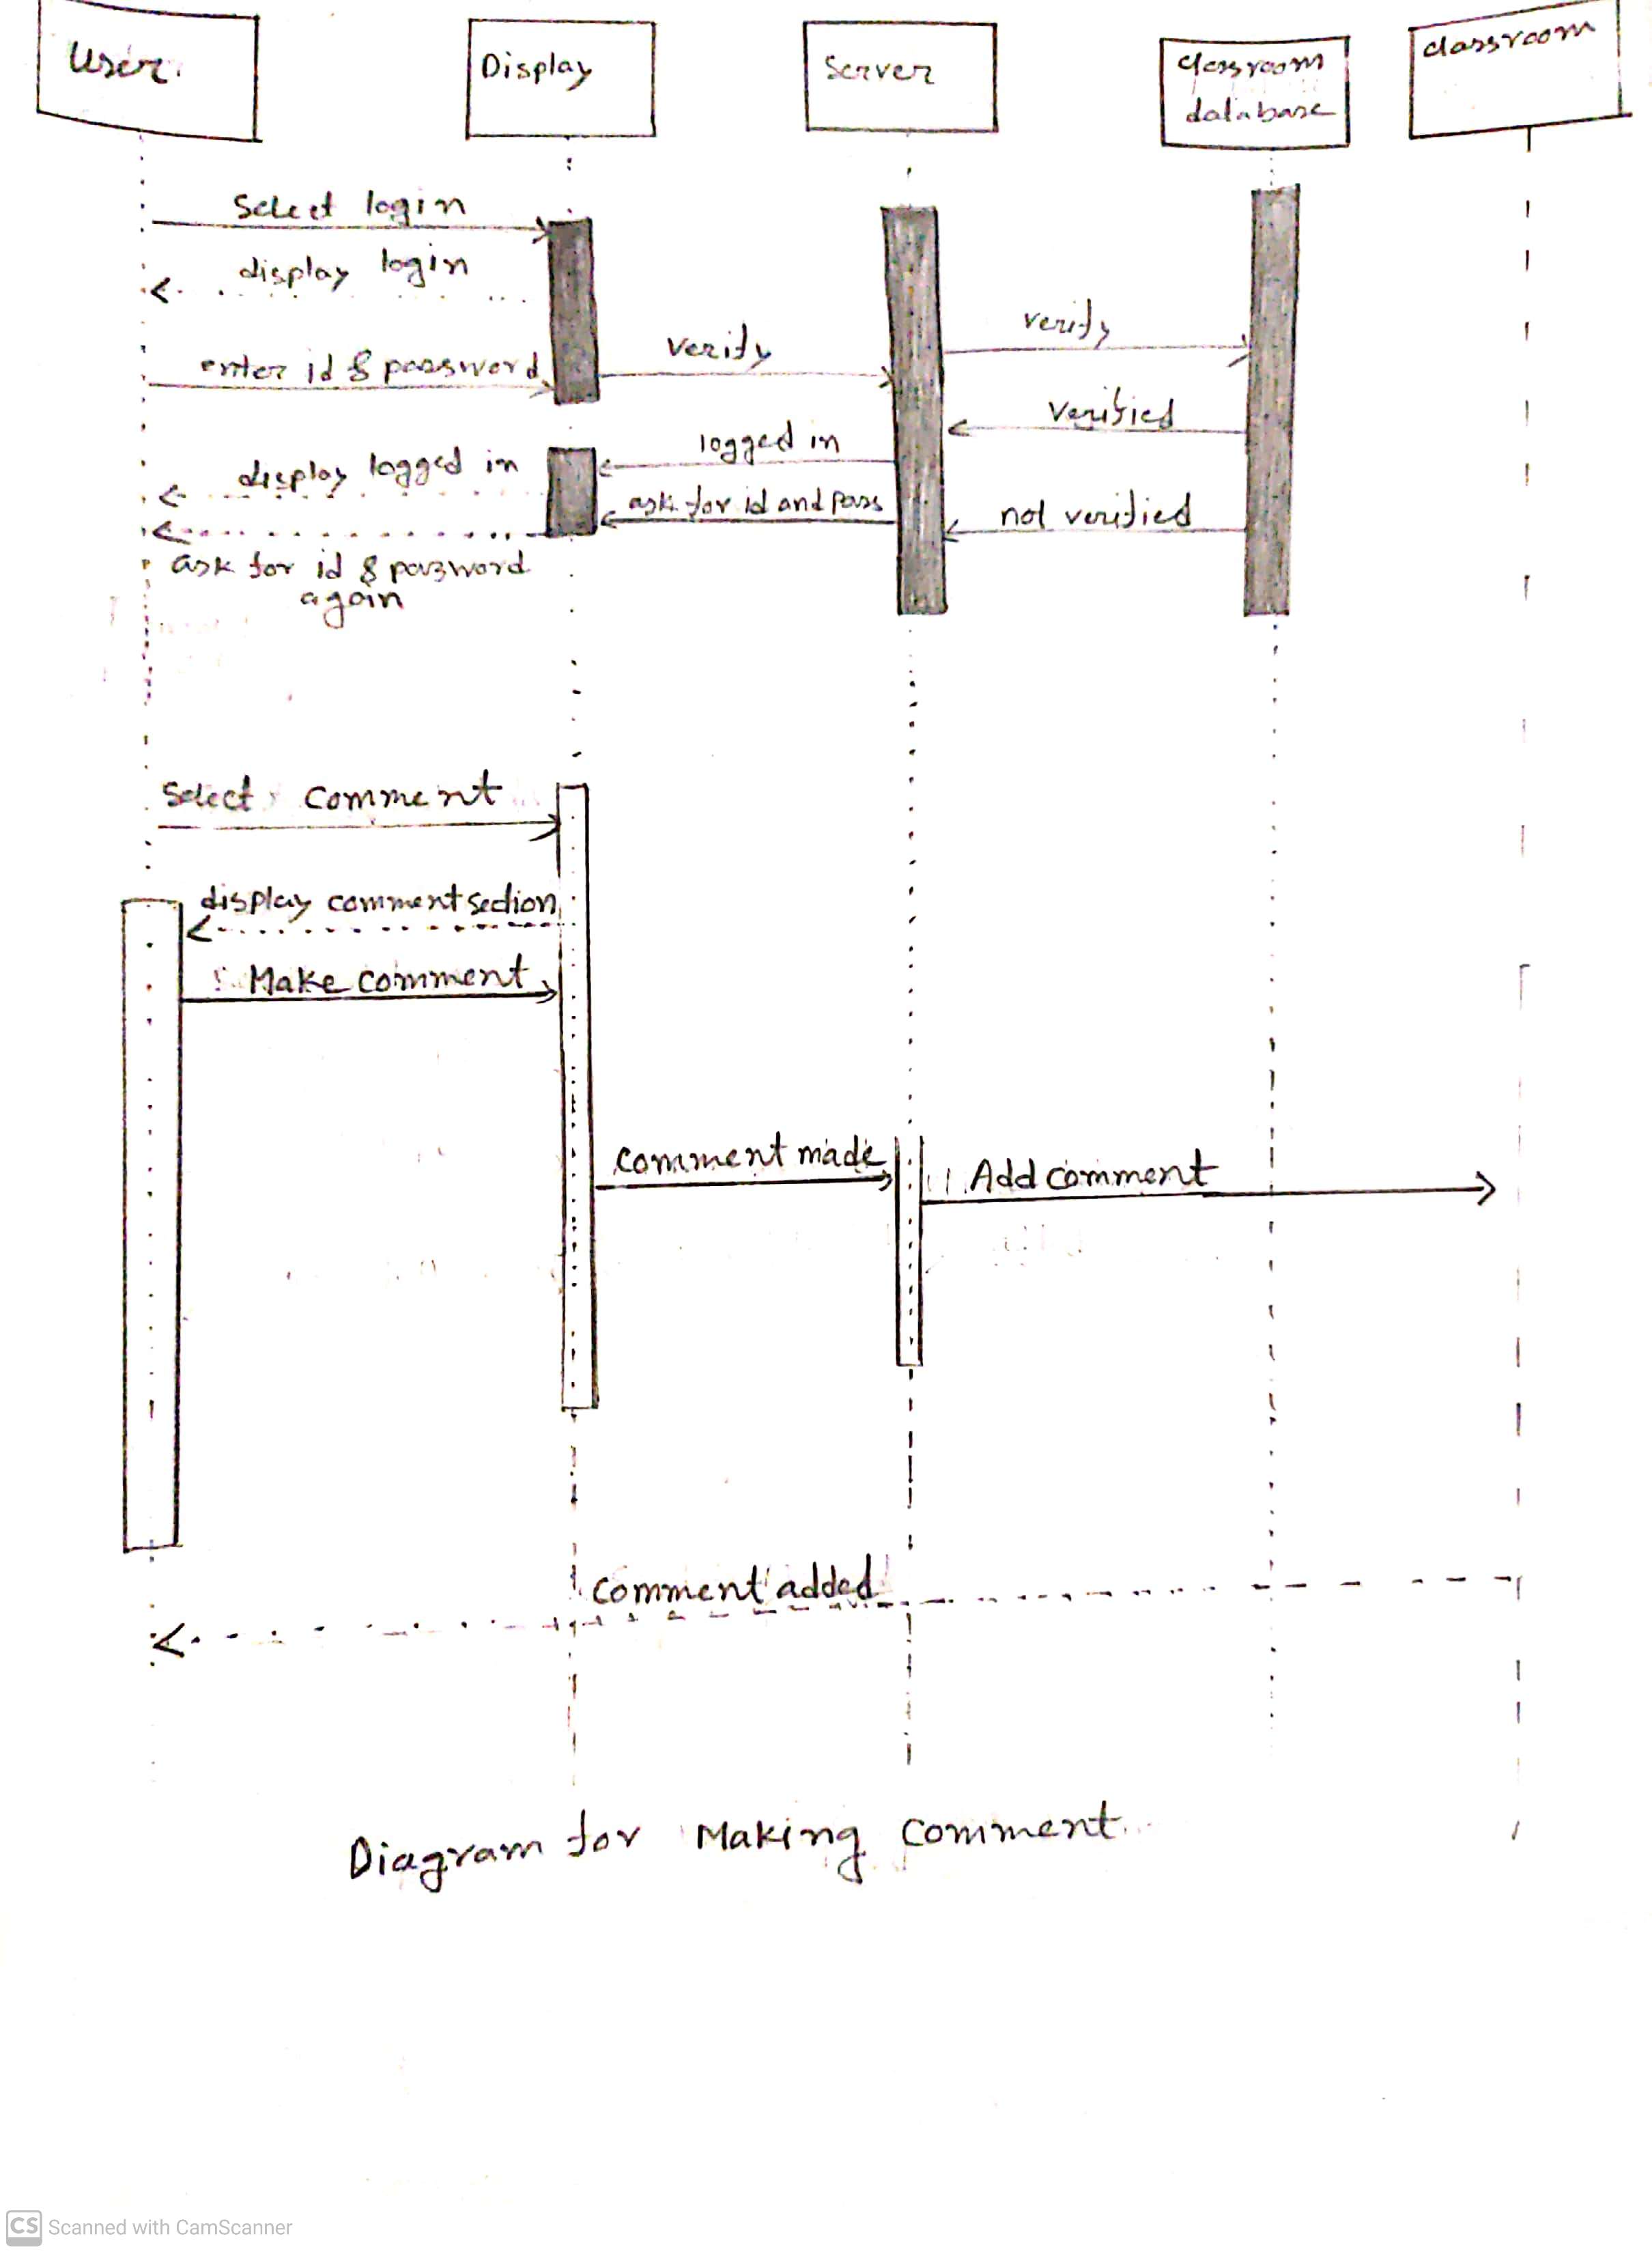 User
Display
Server
classroom
database
classroom
Select login
display login
enter id & password
verify
verify
verified
logged in
display logged in
ask for id and pass
not verified
ask for id & password
again
Select comment
display comment section
Make comment
comment made
Add comment
comment added
Diagram for Making comment
CS Scanned with CamScanner